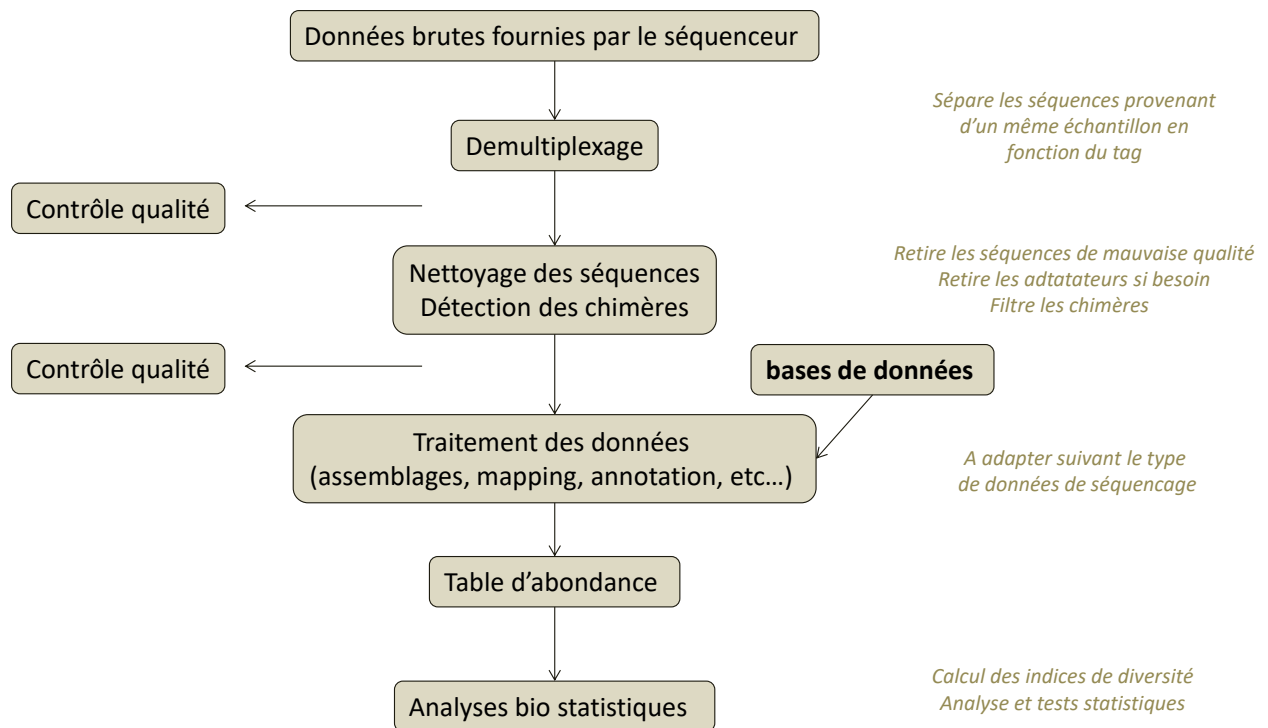 Données brutes fournies par le séquenceur
Sépare les séquences provenant
d’un même échantillon en
fonction du tag
Demultiplexage
Contrôle qualité
Nettoyage des séquences
Détection des chimères
Retire les séquences de mauvaise qualité
Retire les adtatateurs si besoin
Filtre les chimères
Contrôle qualité
bases de données
Traitement des données
(assemblages, mapping, annotation, etc…)
A adapter suivant le type
de données de séquencage
Table d’abondance
Calcul des indices de diversité
Analyse et tests statistiques
Analyses bio statistiques